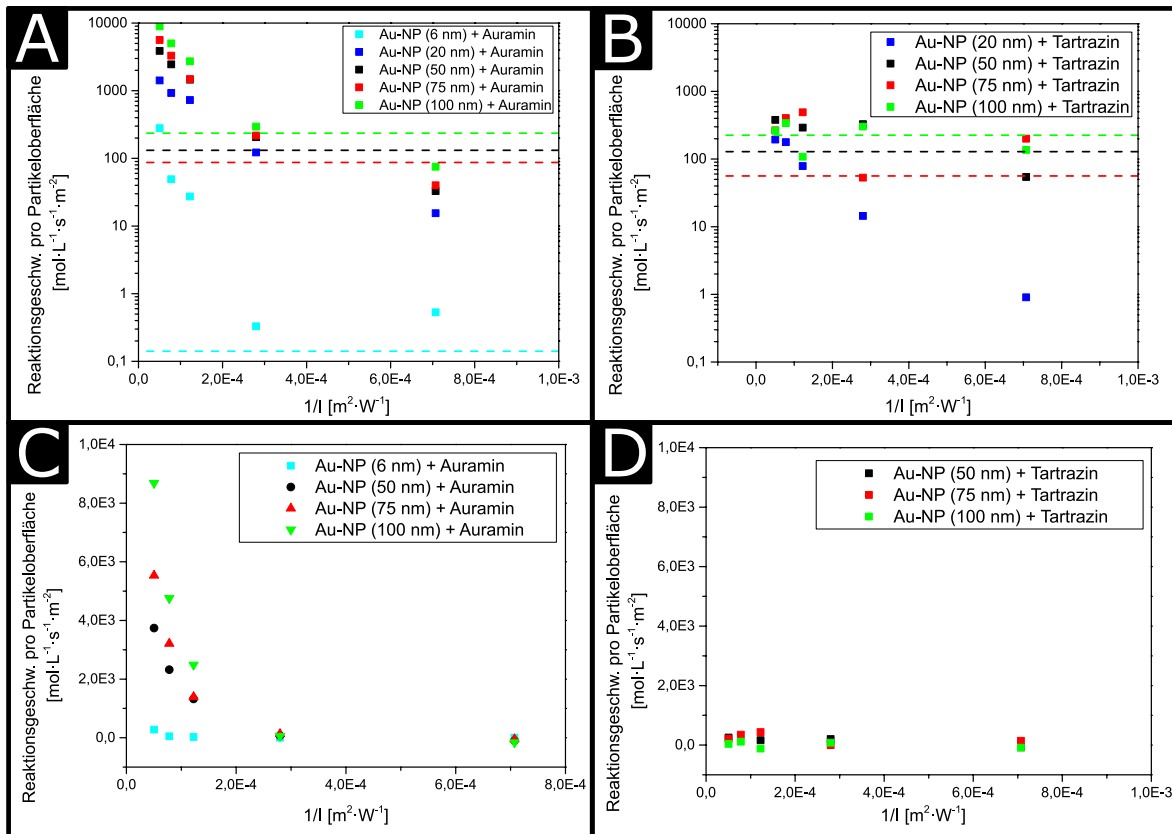 A
Reaktionsgeschw. pro Partikeloberfläche
[mol·L⁻¹·s⁻¹·m⁻²]
10000
1000
100
10
1
0,1
Au-NP (6 nm) + Auramin
Au-NP (20 nm) + Auramin
Au-NP (50 nm) + Auramin
Au-NP (75 nm) + Auramin
Au-NP (100 nm) + Auramin
0,0 2,0E-4 4,0E-4 6,0E-4 8,0E-4 1,0E-3
1/I [m²·W⁻¹]
B
Reaktionsgeschw. pro Partikeloberfläche
[mol·L⁻¹·s⁻¹·m⁻²]
10000
1000
100
10
1
0,1
Au-NP (20 nm) + Tartrazin
Au-NP (50 nm) + Tartrazin
Au-NP (75 nm) + Tartrazin
Au-NP (100 nm) + Tartrazin
0,0 2,0E-4 4,0E-4 6,0E-4 8,0E-4 1,0E-3
1/I [m²·W⁻¹]
C
Reaktionsgeschw. pro Partikeloberfläche
[mol·L⁻¹·s⁻¹·m⁻²]
1,0E4
8,0E3
6,0E3
4,0E3
2,0E3
0,0
Au-NP (6 nm) + Auramin
Au-NP (50 nm) + Auramin
Au-NP (75 nm) + Auramin
Au-NP (100 nm) + Auramin
0,0 2,0E-4 4,0E-4 6,0E-4 8,0E-4
1/I [m²·W⁻¹]
D
Reaktionsgeschw. pro Partikeloberfläche
[mol·L⁻¹·s⁻¹·m⁻²]
1,0E4
8,0E3
6,0E3
4,0E3
2,0E3
0,0
Au-NP (50 nm) + Tartrazin
Au-NP (75 nm) + Tartrazin
Au-NP (100 nm) + Tartrazin
0,0 2,0E-4 4,0E-4 6,0E-4 8,0E-4 1,0E-3
1/I [m²·W⁻¹]